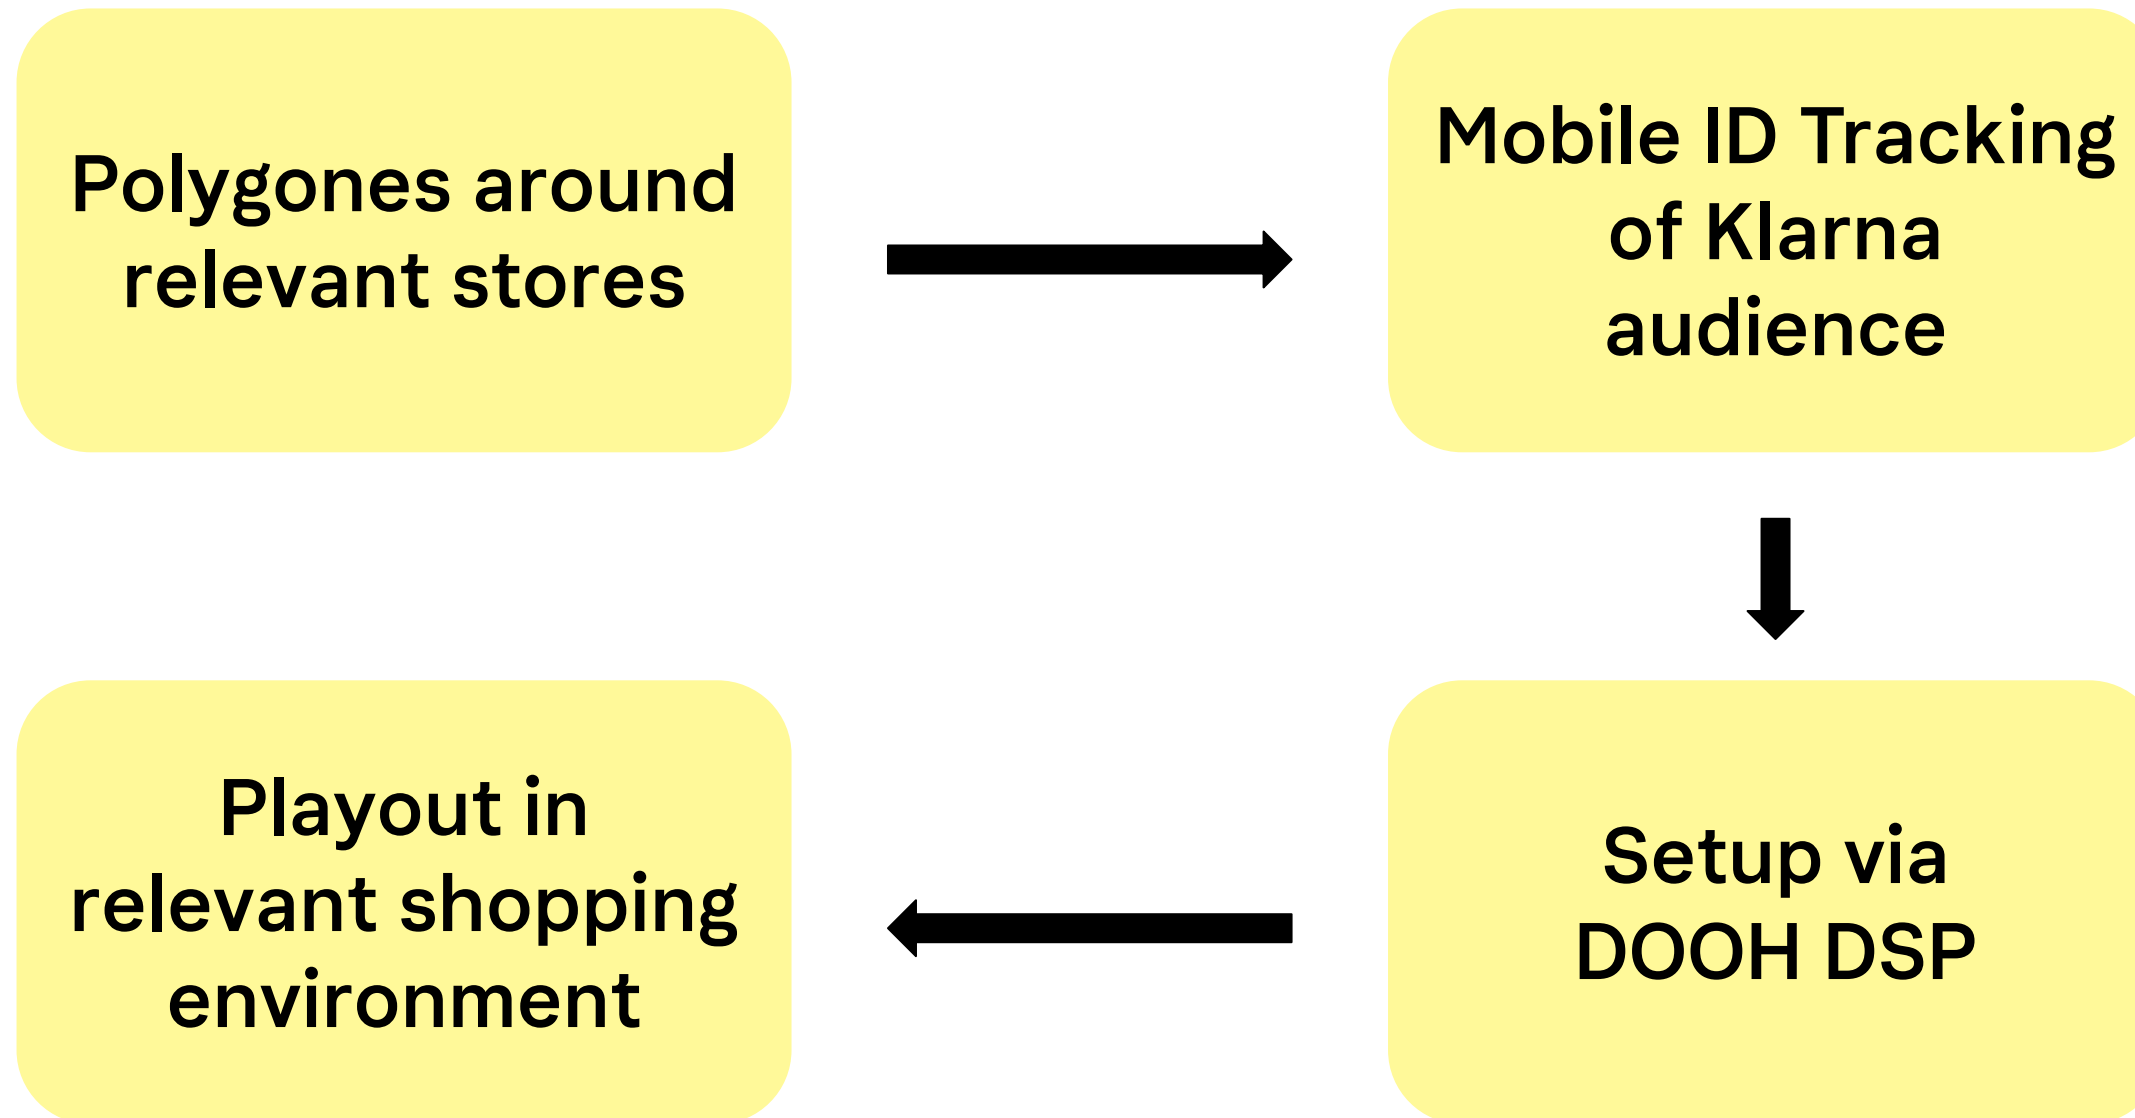 Polygones around
relevant stores
Mobile ID Tracking
of Klarna
audience
Setup via
DOOH DSP
Playout in
relevant shopping
environment